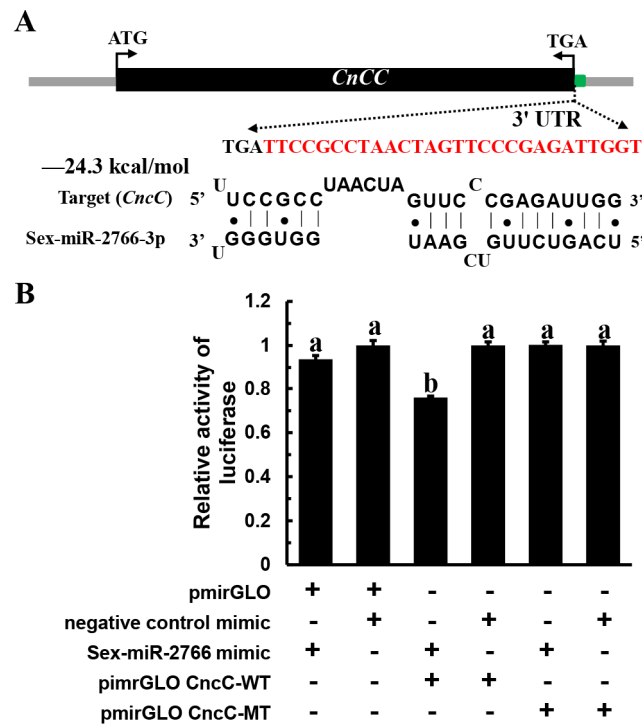 A
ATG
TGA
CnCC
3' UTR
TGATTCCGCCTAACTAGTTCCCGAGATTGGT
—24.3 kcal/mol
Target (CncC) 5’ U UCCGCC UAACUA GUUC C CGAGAUUGG 3’
Sex-miR-2766-3p 3’ U GGGUGG UAAG CU GUUCUGACU 5’
B
Relative activity of
luciferase
1.2
1
0.8
0.6
0.4
0.2
0
a a b a a a
pmirGLO + + - - - -
negative control mimic - + - + - +
Sex-miR-2766 mimic + - + - + -
pimrGLO CncC-WT - - + + - -
pmirGLO CncC-MT - - - - + +